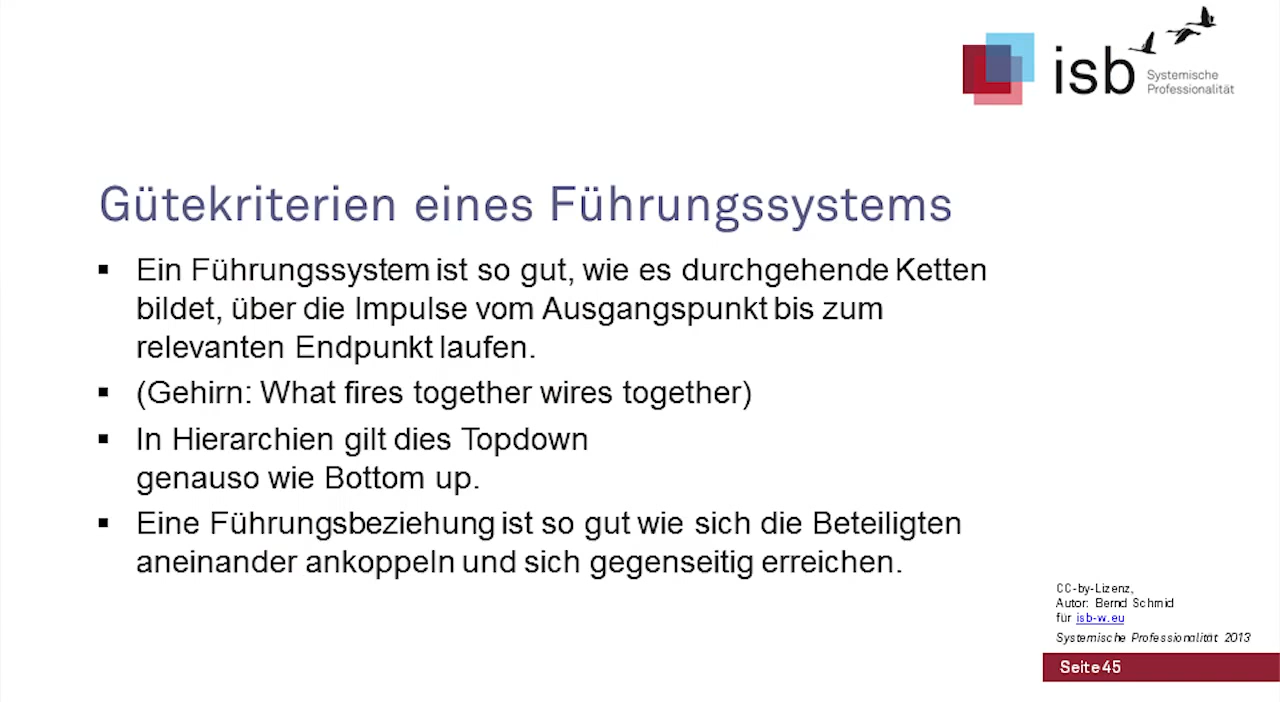 isb
Systemische
Professionalität
Gütekriterien eines Führungssystems
▪ Ein Führungssystem ist so gut, wie es durchgehende Ketten
bildet, über die Impulse vom Ausgangspunkt bis zum
relevanten Endpunkt laufen.
▪ (Gehirn: What fires together wires together)
▪ In Hierarchien gilt dies Topdown
genauso wie Bottom up.
▪ Eine Führungsbeziehung ist so gut wie sich die Beteiligten
aneinander ankoppeln und sich gegenseitig erreichen.
CC-by-Lizenz,
Autor: Bernd Schmid
für isb-w.eu
Systemische Professionalität 2013
Seite 45